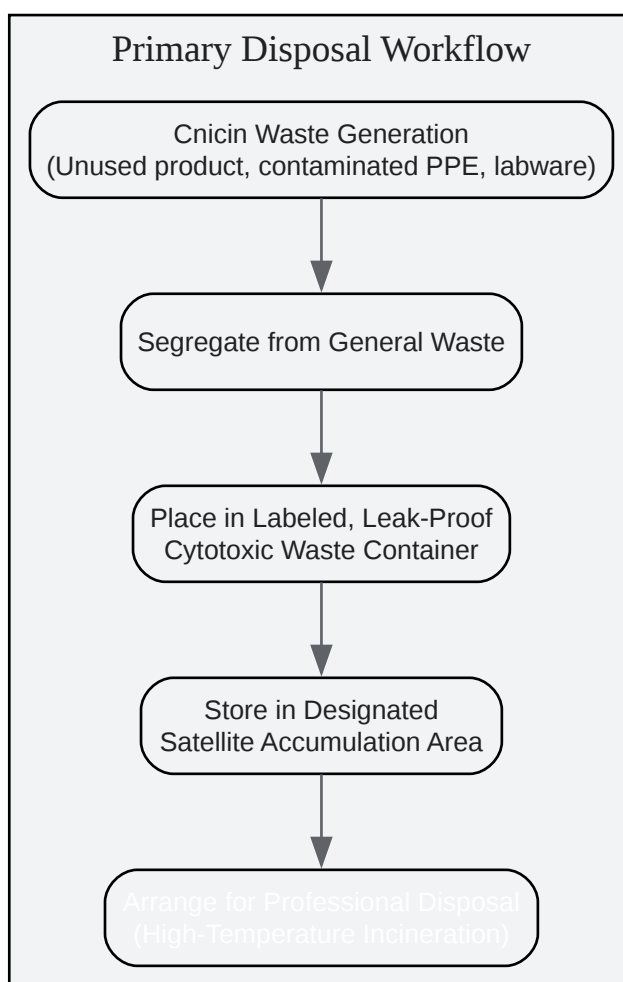 Primary Disposal Workflow
Cnicin Waste Generation
(Unused product, contaminated PPE, labware)
Segregate from General Waste
Place in Labeled, Leak-Proof
Cytotoxic Waste Container
Store in Designated
Satellite Accumulation Area
Arrange for Professional Disposal
(High-Temperature Incineration)